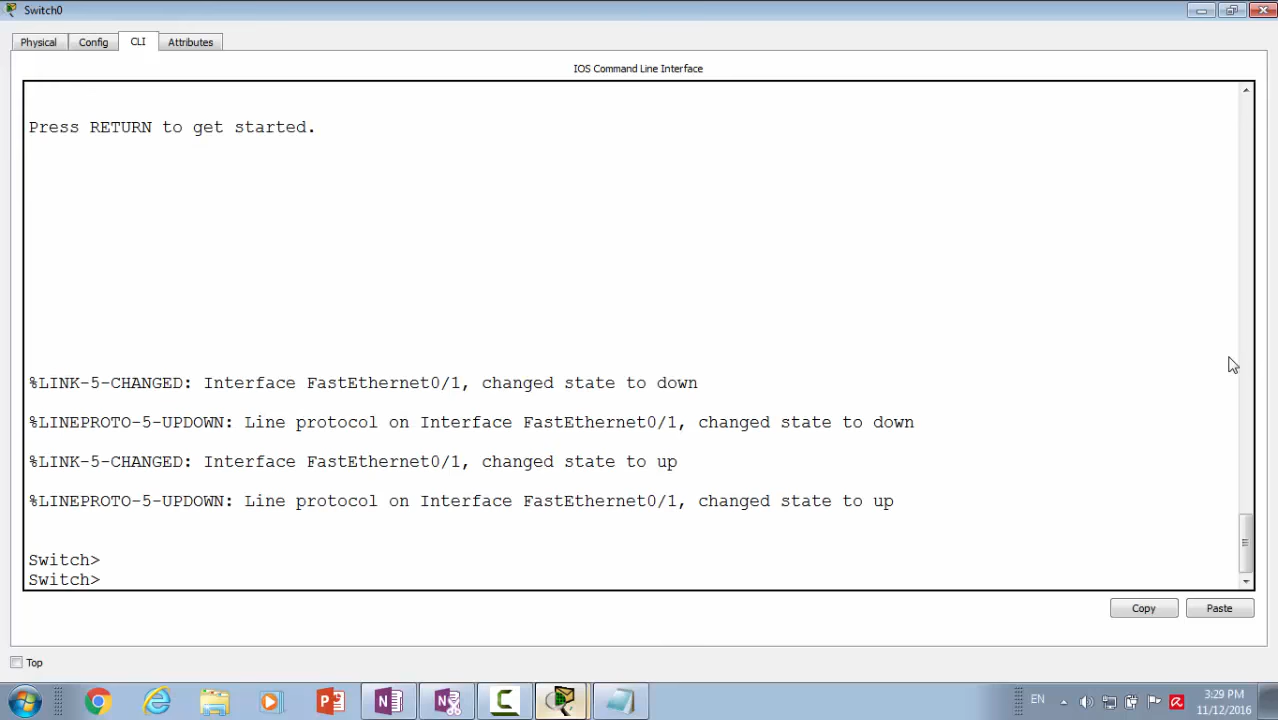 Switch0
Physical Config CLI Attributes
IOS Command Line Interface
Press RETURN to get started.
%LINK-5-CHANGED: Interface FastEthernet0/1, changed state to down
%LINEPROTO-5-UPDOWN: Line protocol on Interface FastEthernet0/1, changed state to down
%LINK-5-CHANGED: Interface FastEthernet0/1, changed state to up
%LINEPROTO-5-UPDOWN: Line protocol on Interface FastEthernet0/1, changed state to up
Switch>
Switch>
Copy Paste
Top
EN
3:29 PM
11/12/2016